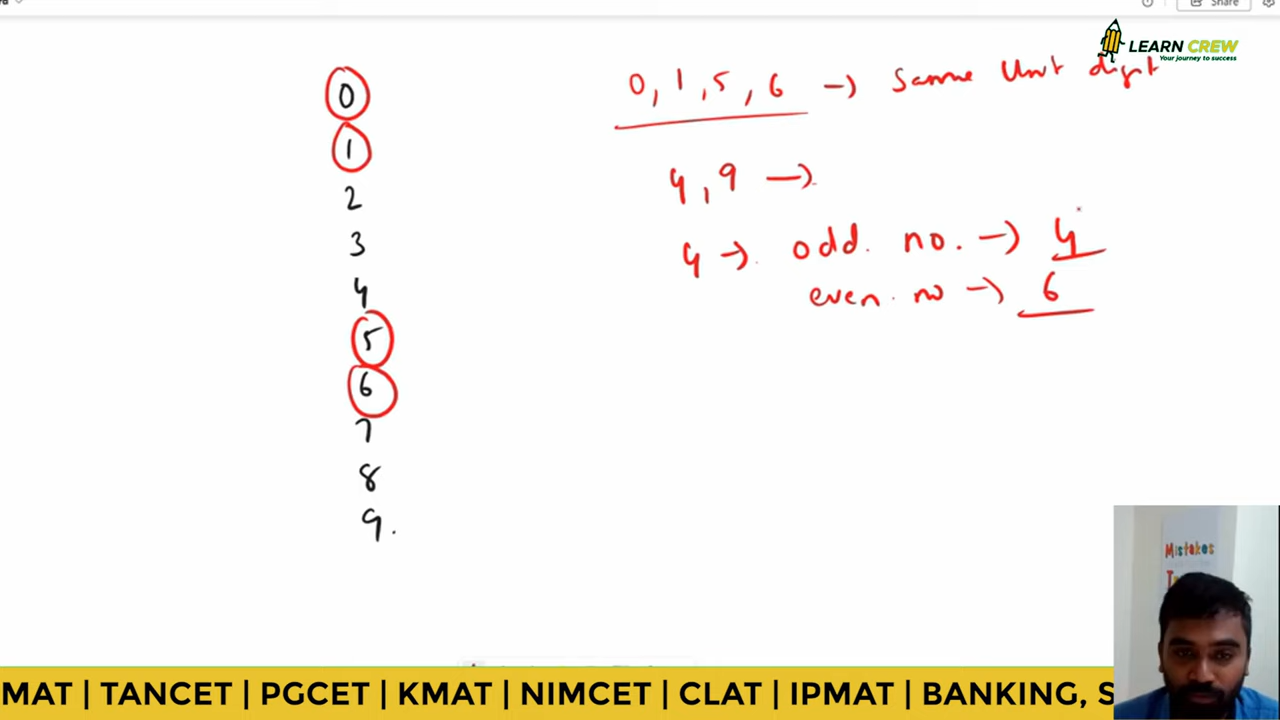 Share
LEARN CREW
Your journey to success
0
1
2
3
4
5
6
7
8
9.
0, 1, 5, 6 → Same Unit digit
4, 9 →
4 → odd. no. → 4
even. no → 6
Mistakes
MAT | TANCET | PGCET | KMAT | NIMCET | CLAT | IPMAT | BANKING, S